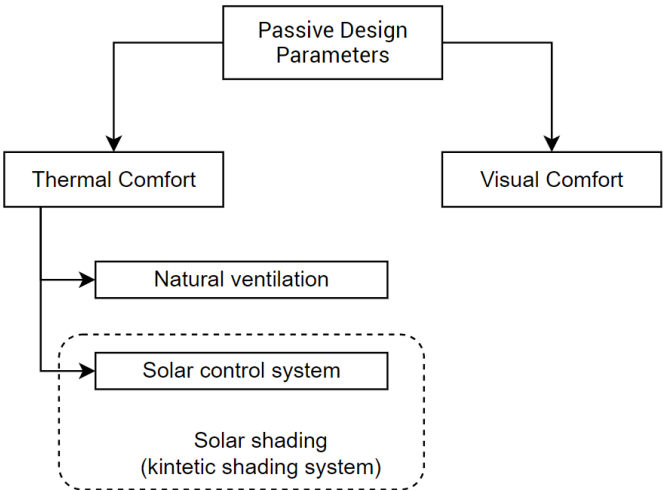 Passive Design
Parameters
Thermal Comfort
Visual Comfort
Natural ventilation
Solar control system
Solar shading
(kintetic shading system)